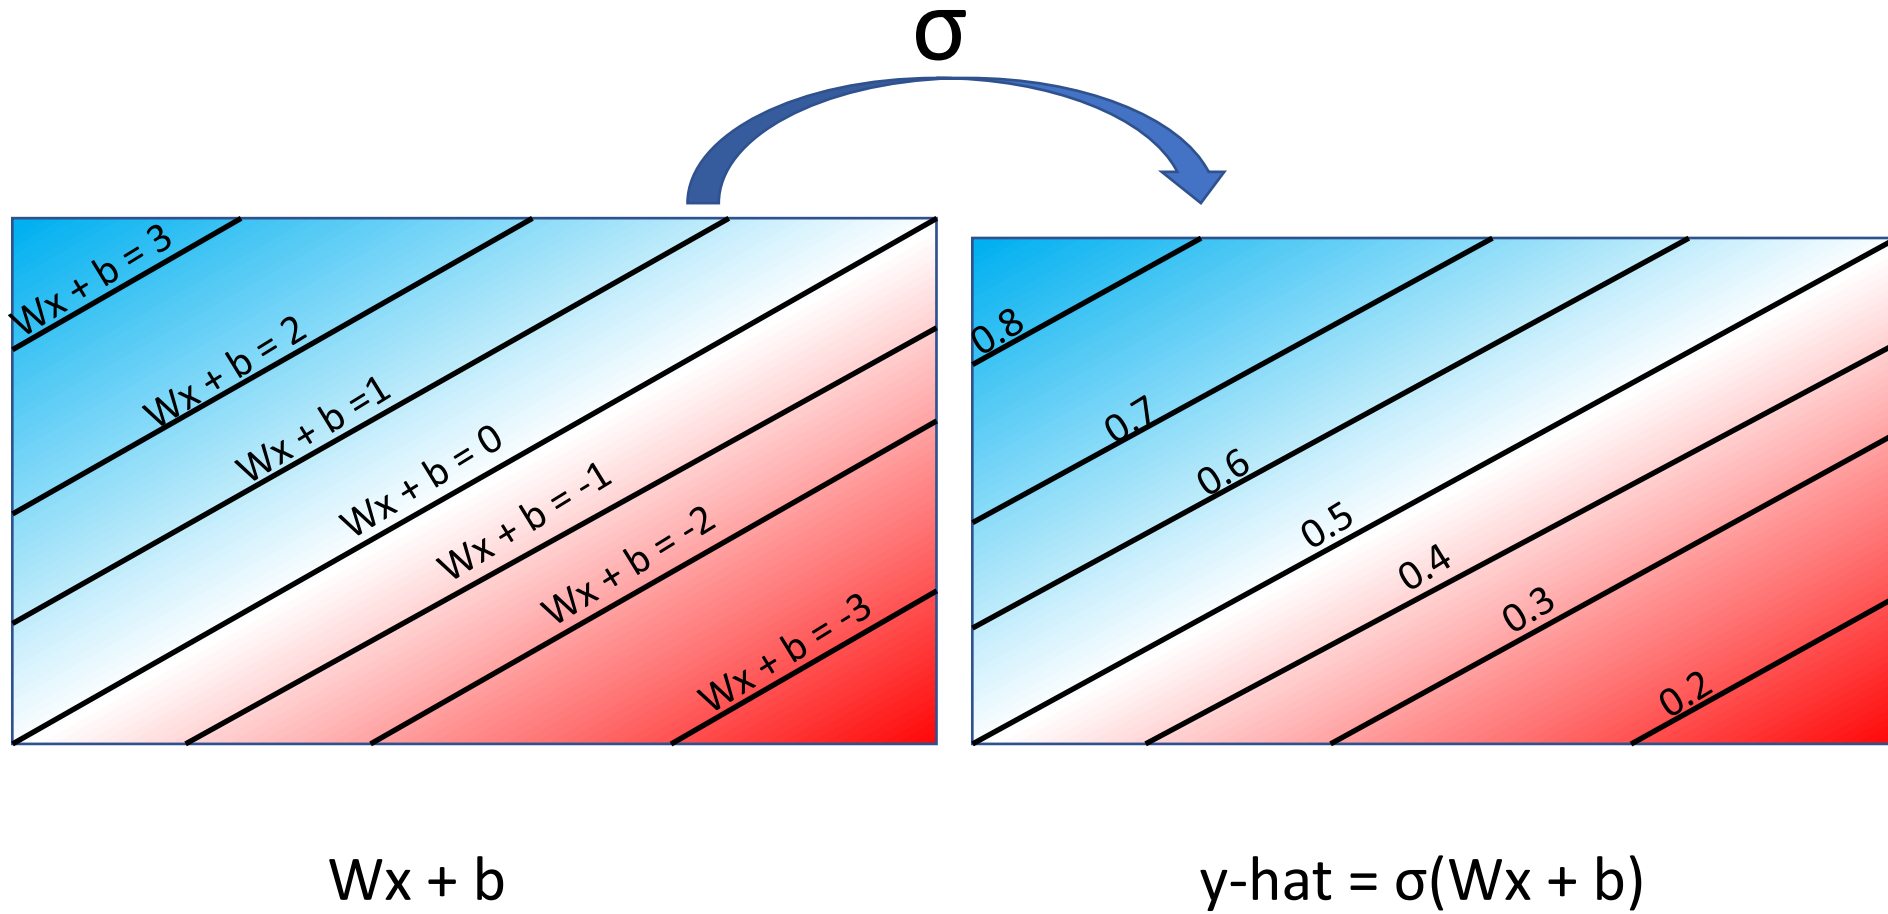 σ
Wx + b = 3
Wx + b = 2
Wx + b =1
Wx + b = 0
Wx + b = -1
Wx + b = -2
Wx + b = -3
0.8
0.7
0.6
0.5
0.4
0.3
0.2
Wx + b
y-hat = σ(Wx + b)